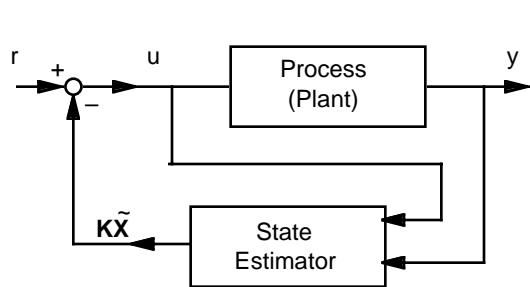 r
+
−
u
Process
(Plant)
y
KX̃
State
Estimator